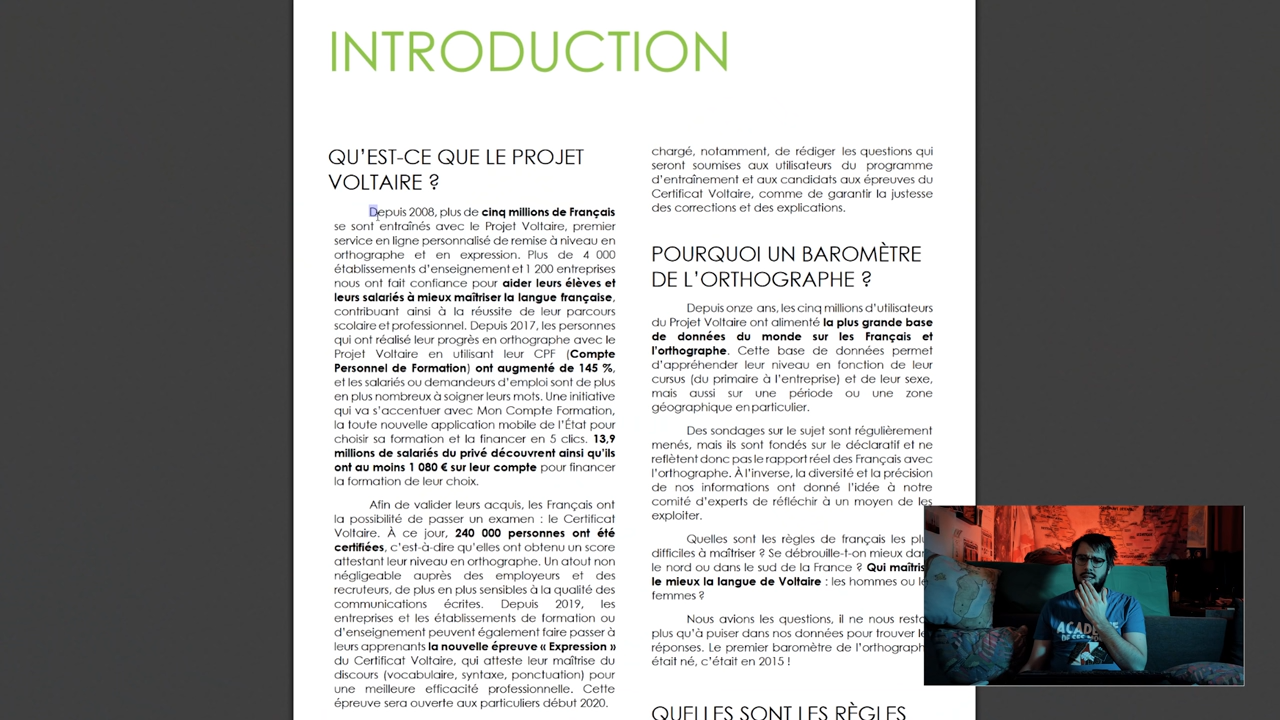 INTRODUCTION
QU'EST-CE QUE LE PROJET
VOLTAIRE ?
Depuis 2008, plus de cinq millions de Français
se sont entraînés avec le Projet Voltaire, premier
service en ligne personnalisé de remise à niveau en
orthographe et en expression. Plus de 4 000
établissements d'enseignement et 1 200 entreprises
nous ont fait confiance pour aider leurs élèves et
leurs salariés à mieux maîtriser la langue française,
contribuant ainsi à la réussite de leur parcours
scolaire et professionnel. Depuis 2017, les personnes
qui ont réalisé leur progrès en orthographe avec le
Projet Voltaire en utilisant leur CPF (Compte
Personnel de Formation) ont augmenté de 145 %,
et les salariés ou demandeurs d'emploi sont de plus
en plus nombreux à soigner leurs mots. Une initiative
qui va s'accentuer avec Mon Compte Formation,
la toute nouvelle application mobile de l'État pour
choisir sa formation et la financer en 5 clics. 13,9
millions de salariés du privé découvrent ainsi qu'ils
ont au moins 1 080 € sur leur compte pour financer
la formation de leur choix.
Afin de valider leurs acquis, les Français ont
la possibilité de passer un examen : le Certificat
Voltaire. À ce jour, 240 000 personnes ont été
certifiées, c'est-à-dire qu'elles ont obtenu un score
attestant leur niveau en orthographe. Un atout non
négligeable auprès des employeurs et des
recruteurs, de plus en plus sensibles à la qualité des
communications écrites. Depuis 2019, les
entreprises et les établissements de formation ou
d'enseignement peuvent également faire passer à
leurs apprenants la nouvelle épreuve « Expression »
du Certificat Voltaire, qui atteste leur maîtrise du
discours (vocabulaire, syntaxe, ponctuation) pour
une meilleure efficacité professionnelle. Cette
épreuve sera ouverte aux particuliers début 2020.
chargé, notamment, de rédiger les questions qui
seront soumises aux utilisateurs du programme
d'entraînement et aux candidats aux épreuves du
Certificat Voltaire, comme de garantir la justesse
des corrections et des explications.
POURQUOI UN BAROMÈTRE
DE L'ORTHOGRAPHE ?
Depuis onze ans, les cinq millions d'utilisateurs
du Projet Voltaire ont alimenté la plus grande base
de données du monde sur les Français et
l'orthographe. Cette base de données permet
d'appréhender leur niveau en fonction de leur
cursus (du primaire à l'entreprise) et de leur sexe,
mais aussi sur une période ou une zone
géographique en particulier.
Des sondages sur le sujet sont régulièrement
menés, mais ils sont fondés sur le déclaratif et ne
reflètent donc pas le rapport réel des Français avec
l'orthographe. À l'inverse, la diversité et la précision
de nos informations ont donné l'idée à notre
comité d'experts de réfléchir à un moyen de les
exploiter.
Quelles sont les règles de français les plu
difficiles à maîtriser ? Se débrouille-t-on mieux dan
le nord ou dans le sud de la France ? Qui maîtris
le mieux la langue de Voltaire : les hommes ou le
femmes ?
Nous avions les questions, il ne nous resta
plus qu'à puiser dans nos données pour trouver le
réponses. Le premier baromètre de l'orthograph
était né, c'était en 2015 !
QUELLES SONT LES RÈGLES